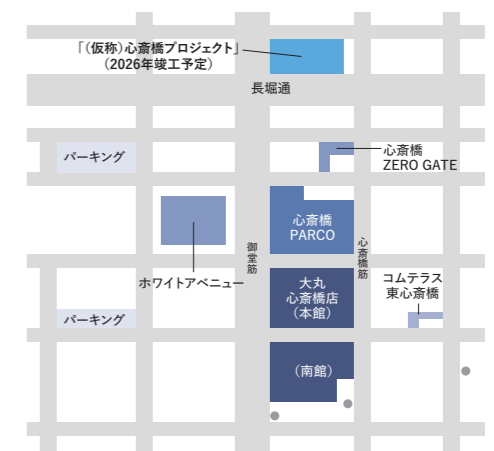 「(仮称)心斎橋プロジェクト」
(2026年竣工予定)
長堀通
パーキング
心斎橋
ZERO GATE
心斎橋
PARCO
御堂筋
心斎橋筋
ホワイトアベニュー
大丸
心斎橋店
(本館)
コムテラス
東心斎橋
パーキング
(南館)